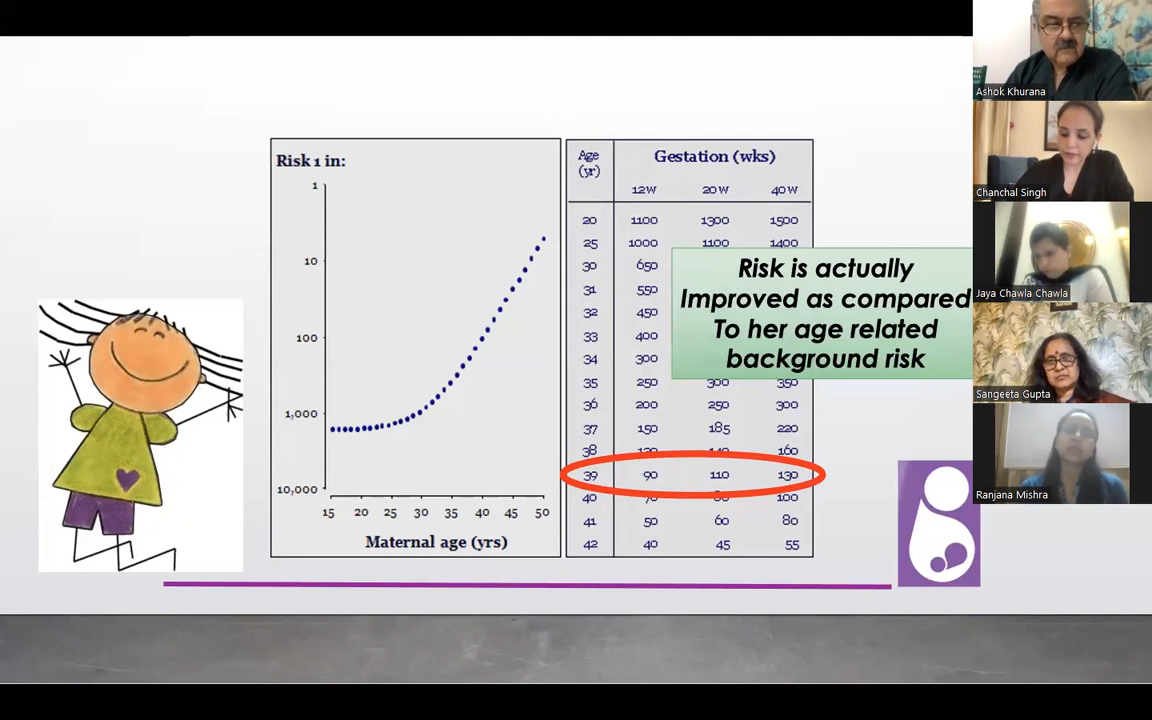 Risk 1 in:
1
10
100
1,000
10,000
15 20 25 30 35 40 45 50
Maternal age (yrs)
Age (yr) Gestation (wks)
12w 20w 40w
20 1100 1300 1500
25 1000 1100 1400
30 650
31 550
32 450
33 400
34 300
35 250 300 350
36 200 250 300
37 150 185 220
38 160
39 90 110 130
40 100
41 50 60 80
42 40 45 55
Risk is actually
Improved as compared
To her age related
background risk
Ashok Khurana
Chanchal Singh
Jaya Chawla Chawla
Sangeeta Gupta
Ranjana Mishra